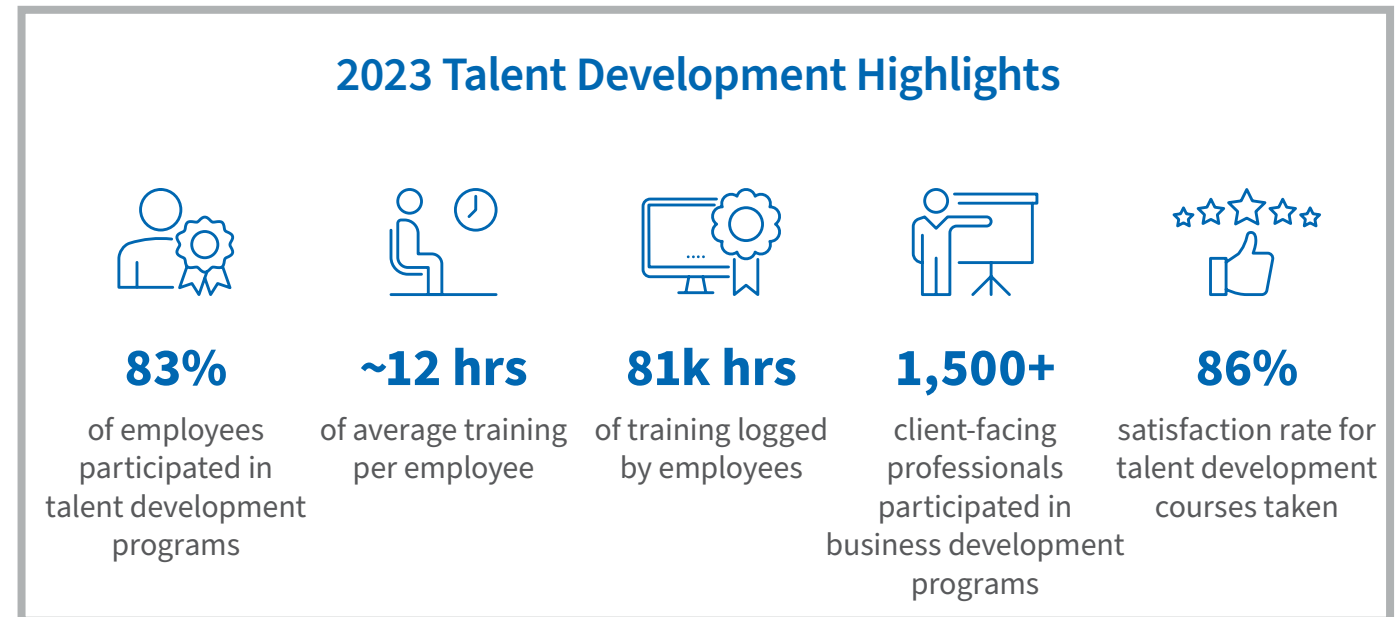 2023 Talent Development Highlights
83%
of employees
participated in
talent development
programs
~12 hrs
of average training
per employee
81k hrs
of training logged
by employees
1,500+
client-facing
professionals
participated in
business development
programs
86%
satisfaction rate for
talent development
courses taken